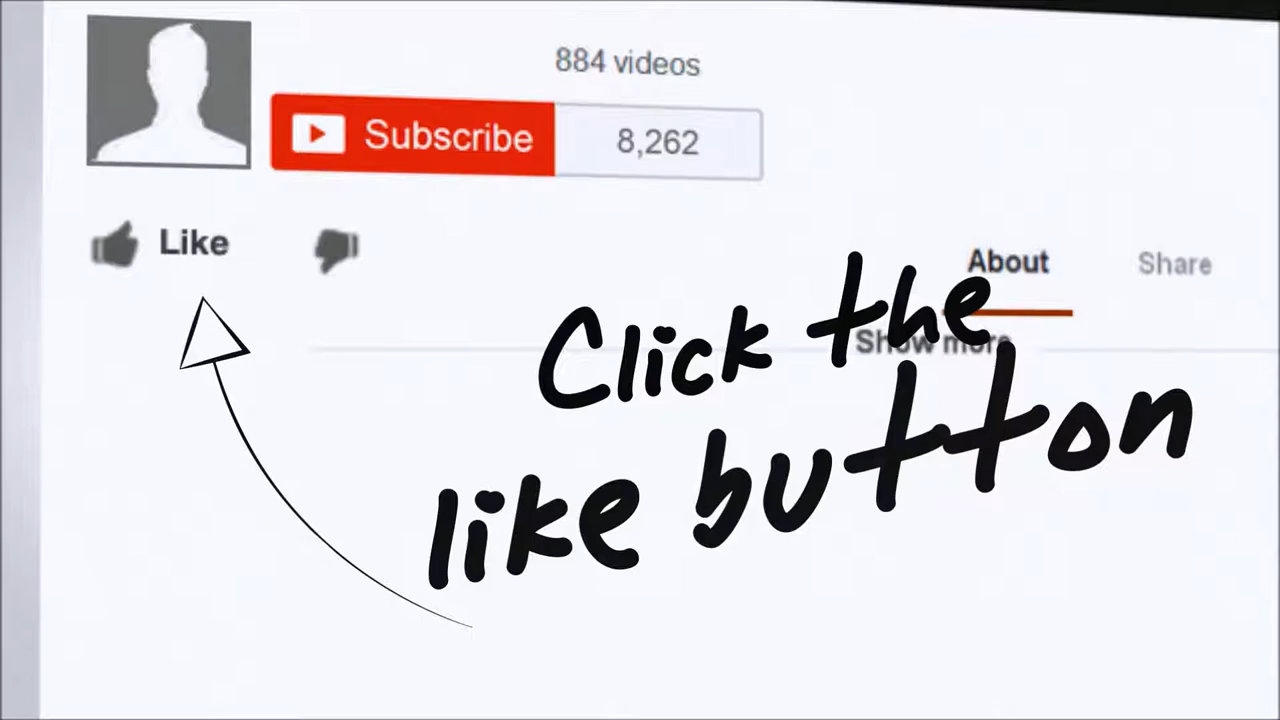 884 videos
Subscribe 8,262
Like
About Share
Show more
Click the
like button